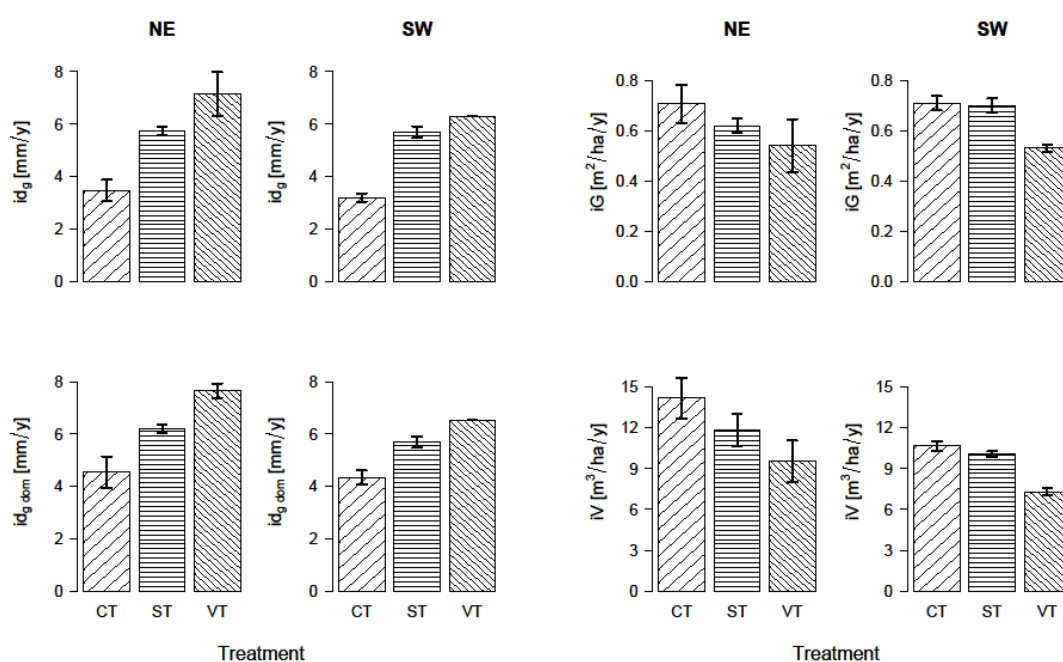 NE
SW
NE
SW
id_g [mm/y]
8
6
4
2
0
id_g [mm/y]
8
6
4
2
0
iG [m²/ha/y]
0.8
0.6
0.4
0.2
0.0
iG [m²/ha/y]
0.8
0.6
0.4
0.2
0.0
id_g dom [mm/y]
8
6
4
2
0
CT ST VT
id_g dom [mm/y]
8
6
4
2
0
CT ST VT
iV [m³/ha/y]
15
12
9
6
3
0
CT ST VT
iV [m³/ha/y]
15
12
9
6
3
0
CT ST VT
Treatment
Treatment